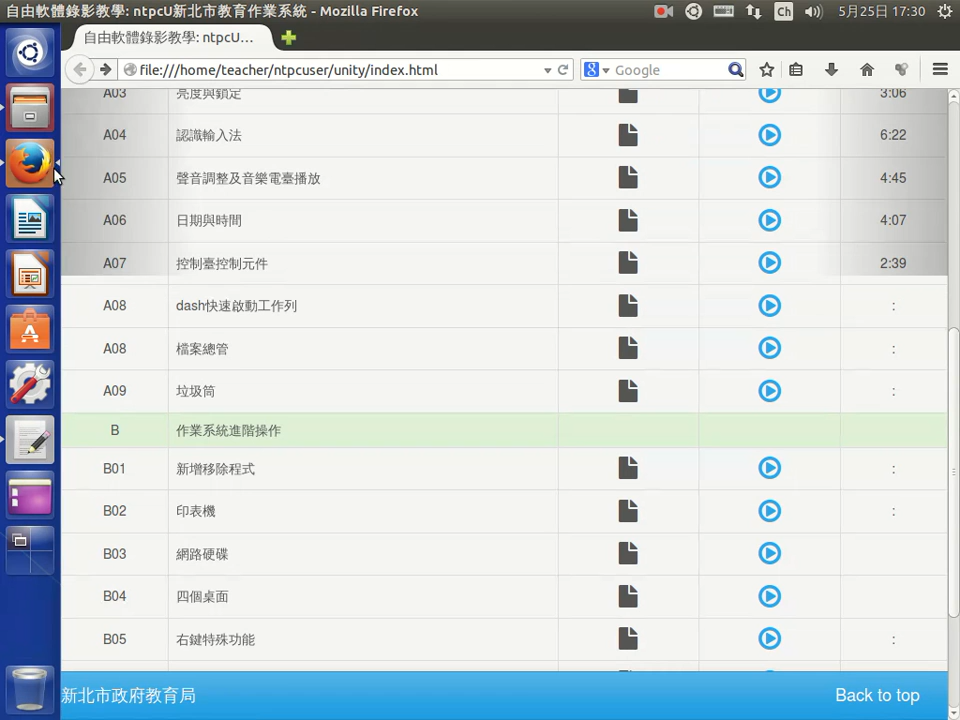 自由軟體錄影教學: ntpcU新北市教育作業系統 - Mozilla Firefox
Ch
5月25日 17:30
自由軟體錄影教學: ntpcU...
file:///home/teacher/ntpcuser/unity/index.html
8
Google
A03 亮度與鎖定 3:06
A04 認識輸入法 6:22
A05 聲音調整及音樂電臺播放 4:45
A06 日期與時間 4:07
A07 控制臺控制元件 2:39
A08 dash快速啟動工作列 :
A08 檔案總管 :
A09 垃圾筒 :
B 作業系統進階操作
B01 新增移除程式 :
B02 印表機 :
B03 網路硬碟
B04 四個桌面
B05 右鍵特殊功能 :
新北市政府教育局
Back to top